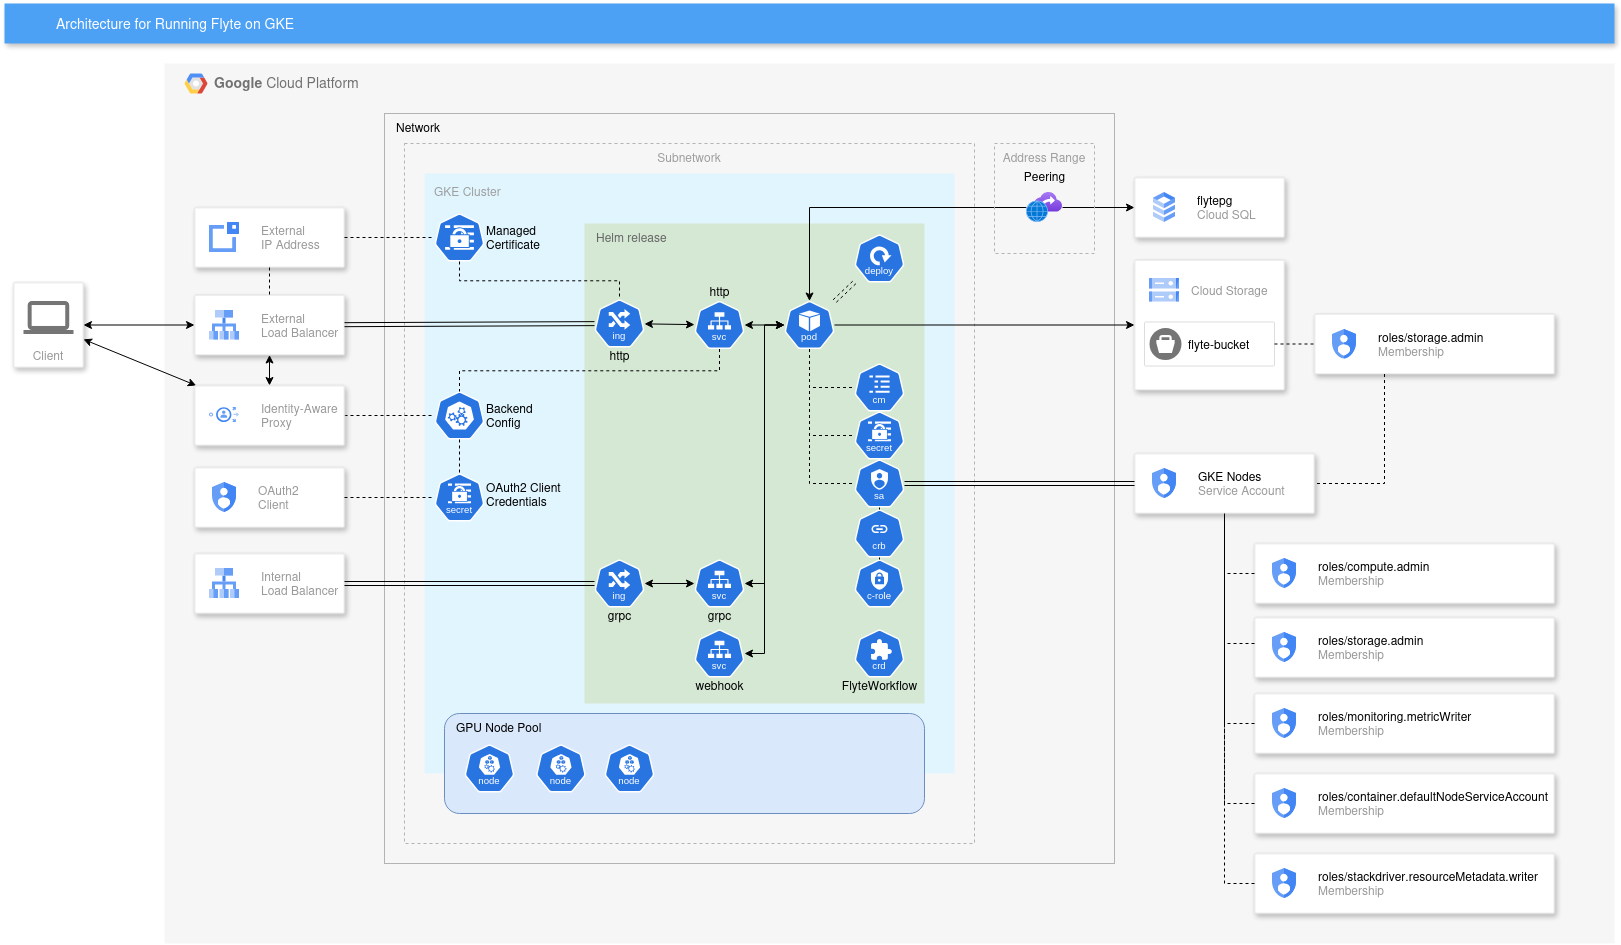 Architecture for Running Flyte on GKE
Google Cloud Platform
Network
Subnetwork
Address Range
Peering
GKE Cluster
Helm release
Client
External
IP Address
External
Load Balancer
Identity-Aware
Proxy
OAuth2
Client
Internal
Load Balancer
Managed
Certificate
Backend
Config
secret
OAuth2 Client
Credentials
ing
http
http
svc
pod
deploy
cm
secret
sa
crb
c-role
ing
grpc
svc
grpc
svc
webhook
crd
FlyteWorkflow
GPU Node Pool
node
node
node
flytepg
Cloud SQL
Cloud Storage
flyte-bucket
roles/storage.admin
Membership
GKE Nodes
Service Account
roles/compute.admin
Membership
roles/storage.admin
Membership
roles/monitoring.metricWriter
Membership
roles/container.defaultNodeServiceAccount
Membership
roles/stackdriver.resourceMetadata.writer
Membership